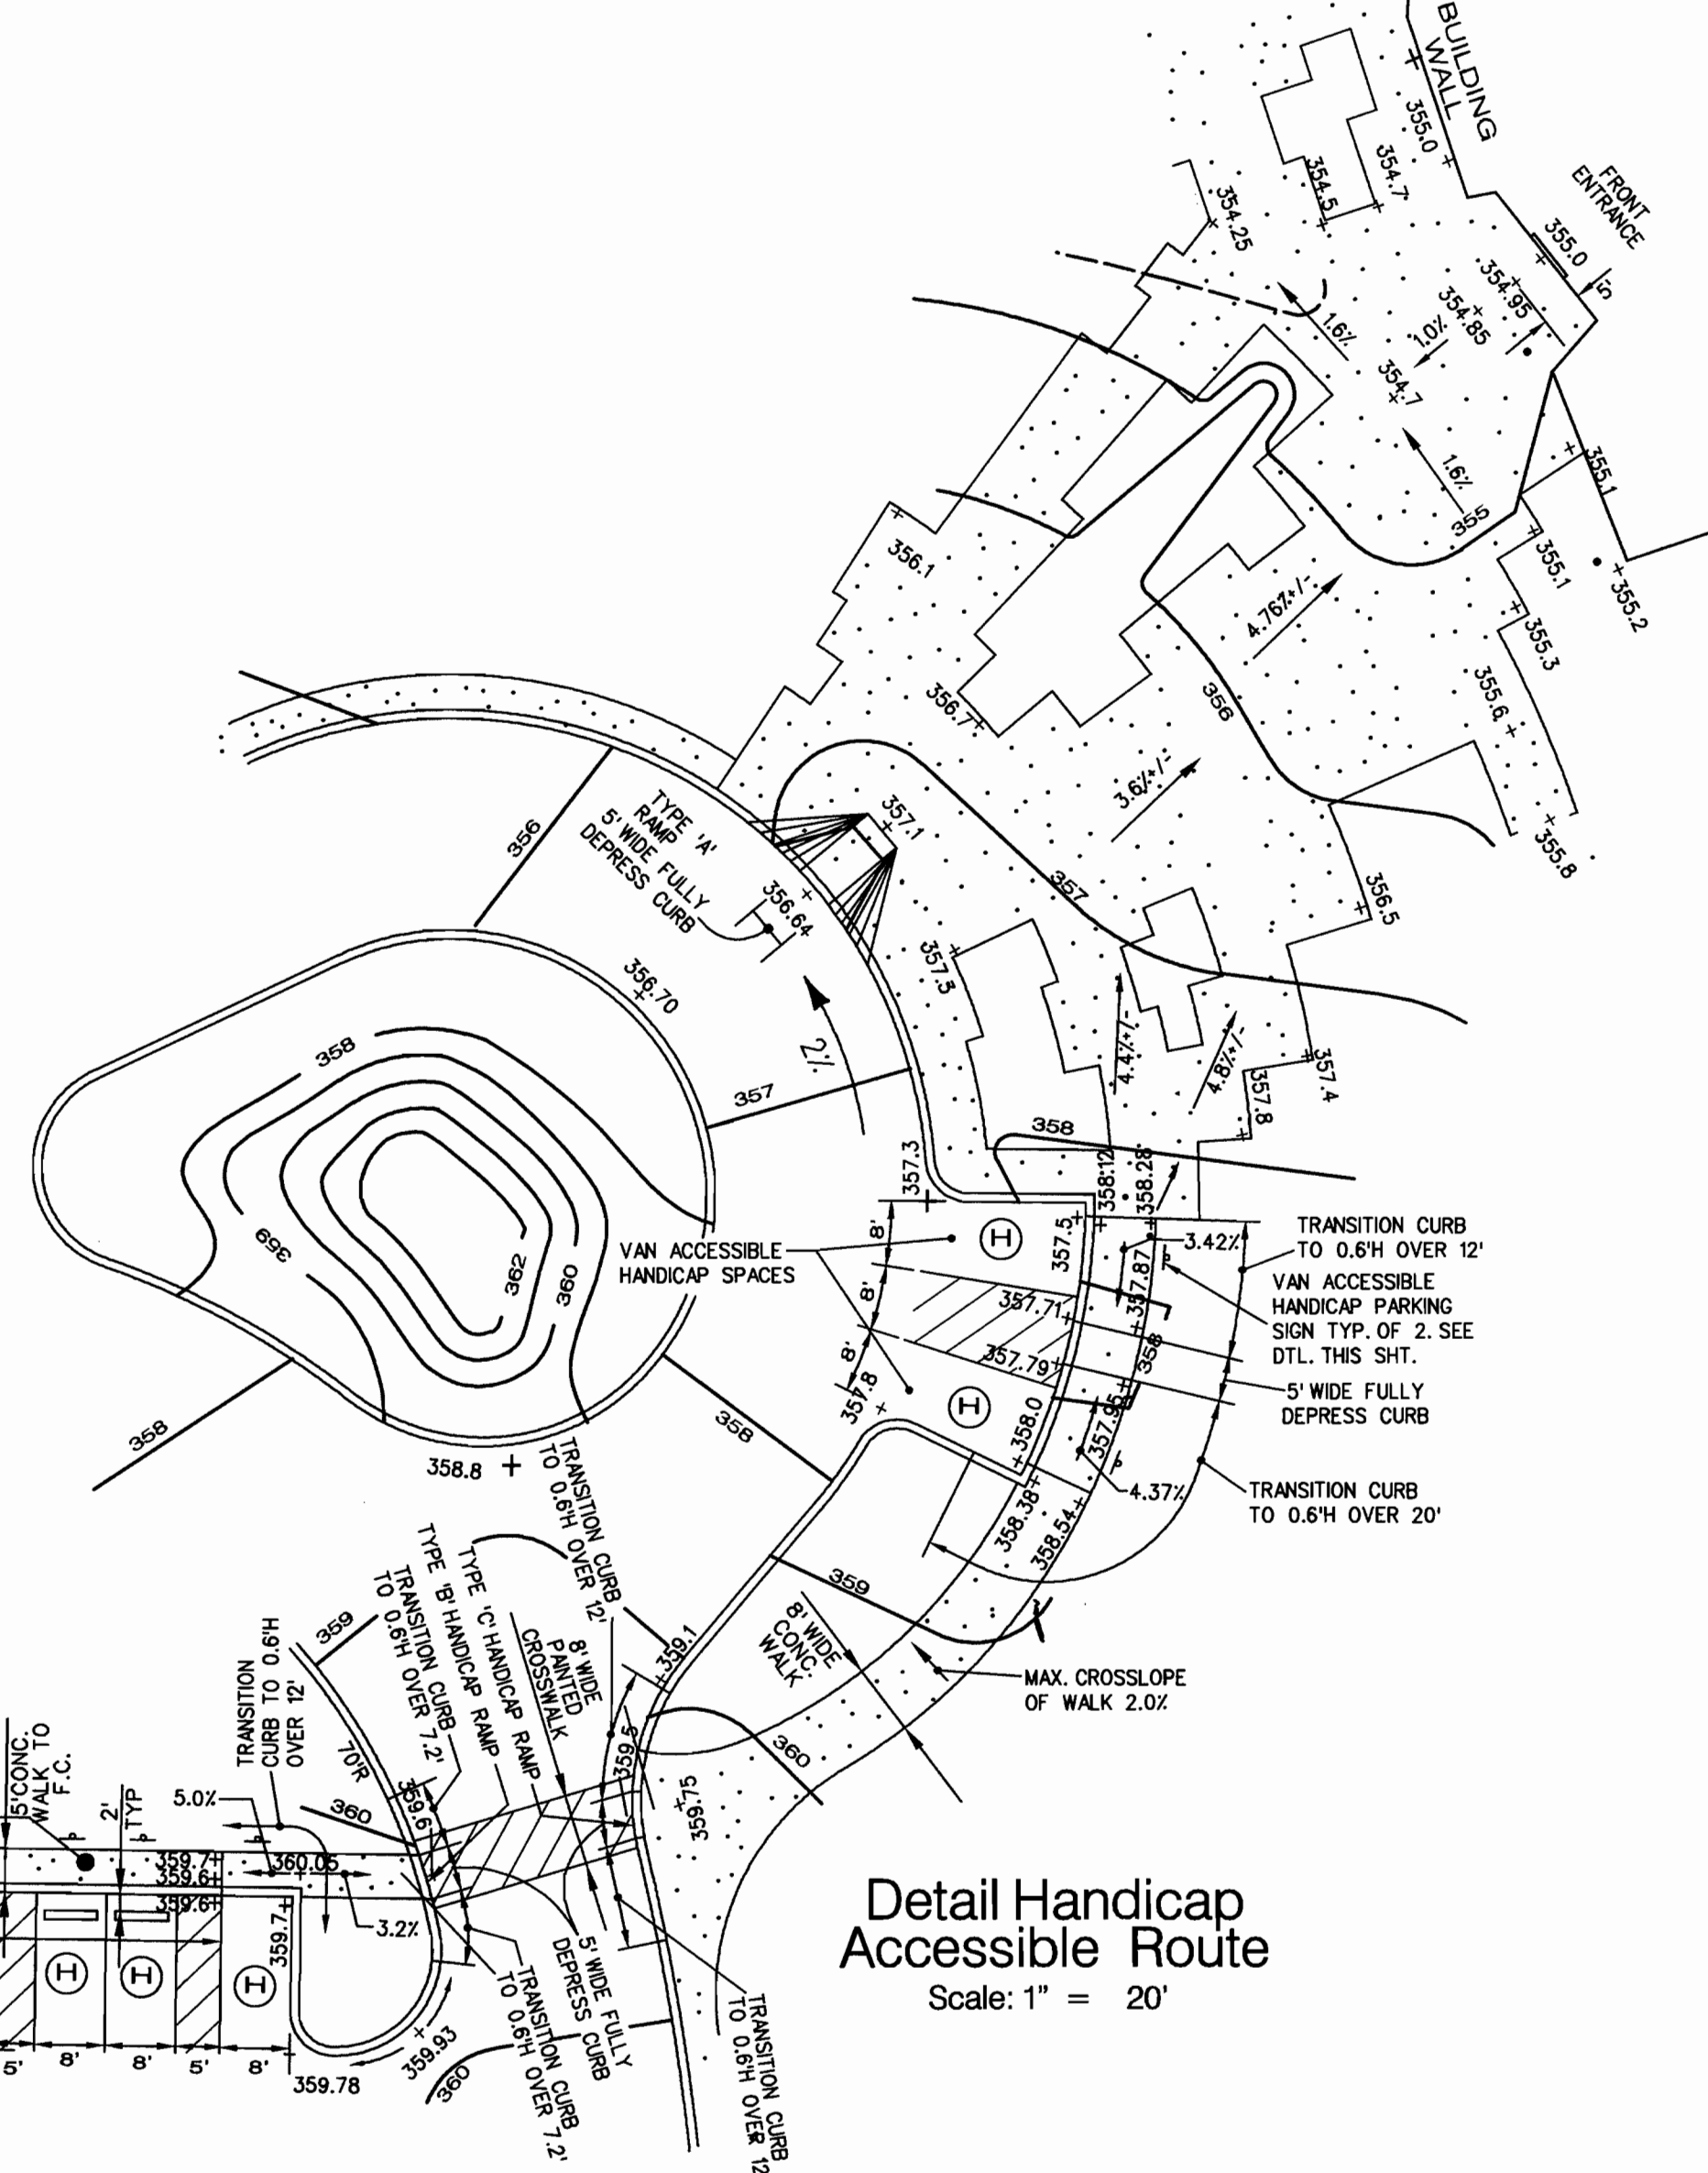 BUILDING
WALL
355.0
354.7
354.5
354.25
FRONT
ENTRANCE
355.0
5'
354.95
354.85
1.0%
1.6%
354.7
1.6%
355
355.1
355.1
355.2
355.3
355.6
355.8
356.1
4.76%+/-
356
356.7
3.6%+/-
357.1
357
356.5
TYPE 'A'
RAMP
5' WIDE FULLY
DEPRESS CURB
356
356.64
356.70
357.3
2%
4.4%+/-
4.8%+/-
357.4
357.8
358
357
358
357.3
358.12
358.28
359
362
360
VAN ACCESSIBLE
HANDICAP SPACES
8'
8'
8'
H
H
357.5
357.71
357.79
357.8
358.0
357.87
358
357.95
3.42%
TRANSITION CURB
TO 0.6'H OVER 12'
VAN ACCESSIBLE
HANDICAP PARKING
SIGN TYP. OF 2. SEE
DTL. THIS SHT.
5' WIDE FULLY
DEPRESS CURB
4.37%
TRANSITION CURB
TO 0.6'H OVER 20'
358
358
358.8
358.38
358.54
359
8' WIDE
CONC.
WALK
MAX. CROSSLOPE
OF WALK 2.0%
TRANSITION CURB
TO 0.6'H OVER 12'
8' WIDE
PAINTED
CROSSWALK
TYPE 'C' HANDICAP RAMP
TYPE 'B' HANDICAP RAMP
TRANSITION CURB
TO 0.6'H OVER 7.2'
359.1
359.5
359.75
360
359
70'R
359.6
360
TRANSITION
CURB TO 0.6'H
OVER 12'
5.0%
5'CONC.
WALK TO
F.C.
2'
TYP
359.7
359.6
359.6
360.05
3.2%
359.7
H
H
H
5'
8'
8'
5'
8'
359.78
359.93
360
TRANSITION CURB
TO 0.6'H OVER 7.2'
5' WIDE FULLY
DEPRESS CURB
TRANSITION CURB
TO 0.6'H OVER 12
Detail Handicap
Accessible Route
Scale: 1" = 20'